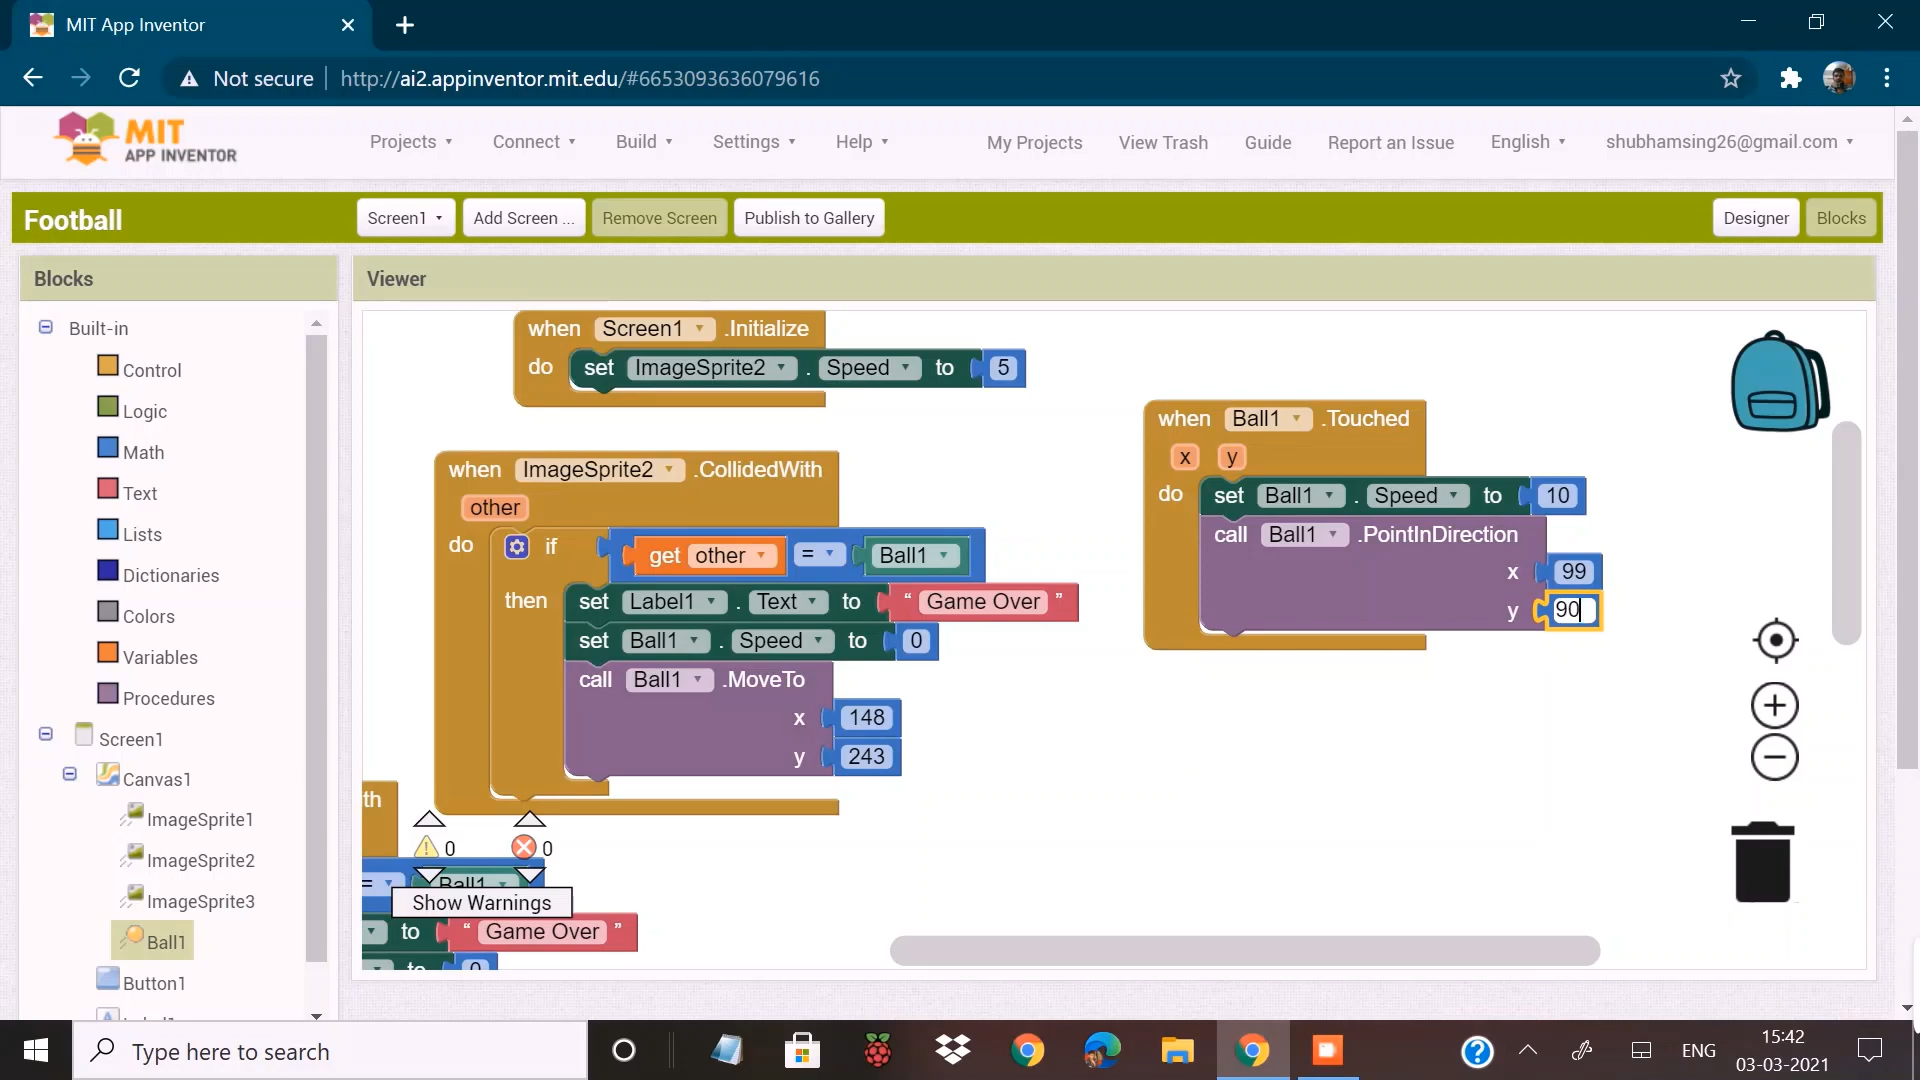 MIT App Inventor
Not secure http://ai2.appinventor.mit.edu/#6653093636079616
MIT
APP INVENTOR
Projects Connect Build Settings Help My Projects View Trash Guide Report an Issue English shubhamsing26@gmail.com
Football Screen1 Add Screen ... Remove Screen Publish to Gallery Designer Blocks
Blocks
Built-in
Control
Logic
Math
Text
Lists
Dictionaries
Colors
Variables
Procedures
Screen1
Canvas1
ImageSprite1
ImageSprite2
ImageSprite3
Ball1
Button1
Viewer
when Screen1 .Initialize
do set ImageSprite2 . Speed to 5
when ImageSprite2 .CollidedWith
other
do if get other = Ball1
then set Label1 . Text to “ Game Over ”
set Ball1 . Speed to 0
call Ball1 .MoveTo
x 148
y 243
when Ball1 .Touched
x y
do set Ball1 . Speed to 10
call Ball1 .PointInDirection
x 99
y 90
th
0 0
= Ball1
Show Warnings
to “ Game Over ”
to 0
Type here to search
ENG
15:42
03-03-2021